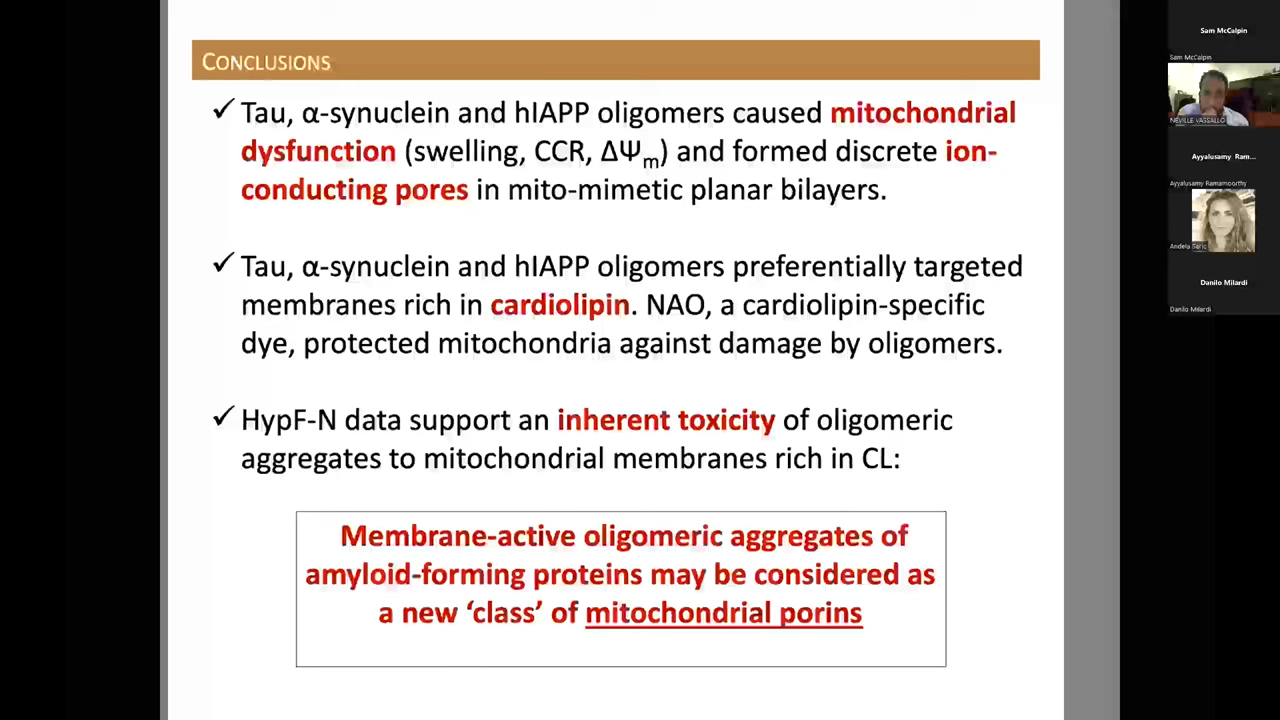 CONCLUSIONS
✓ Tau, α-synuclein and hIAPP oligomers caused mitochondrial
dysfunction (swelling, CCR, ΔΨm) and formed discrete ion-
conducting pores in mito-mimetic planar bilayers.
✓ Tau, α-synuclein and hIAPP oligomers preferentially targeted
membranes rich in cardiolipin. NAO, a cardiolipin-specific
dye, protected mitochondria against damage by oligomers.
✓ HypF-N data support an inherent toxicity of oligomeric
aggregates to mitochondrial membranes rich in CL:
Membrane-active oligomeric aggregates of
amyloid-forming proteins may be considered as
a new ‘class’ of mitochondrial porins
Sam McCalpin
Sam McCalpin
NEVILLE VASSALLO
Ayyalusamy Ram...
Ayyalusamy Ramamoorthy
Andela Saric
Danilo Milardi
Danilo Milardi